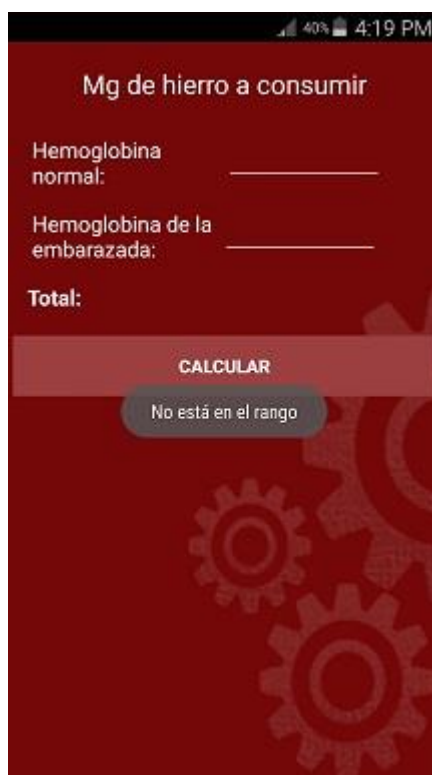 40% 4:19 PM
Mg de hierro a consumir
Hemoglobina
normal:
Hemoglobina de la
embarazada:
Total:
CALCULAR
No está en el rango